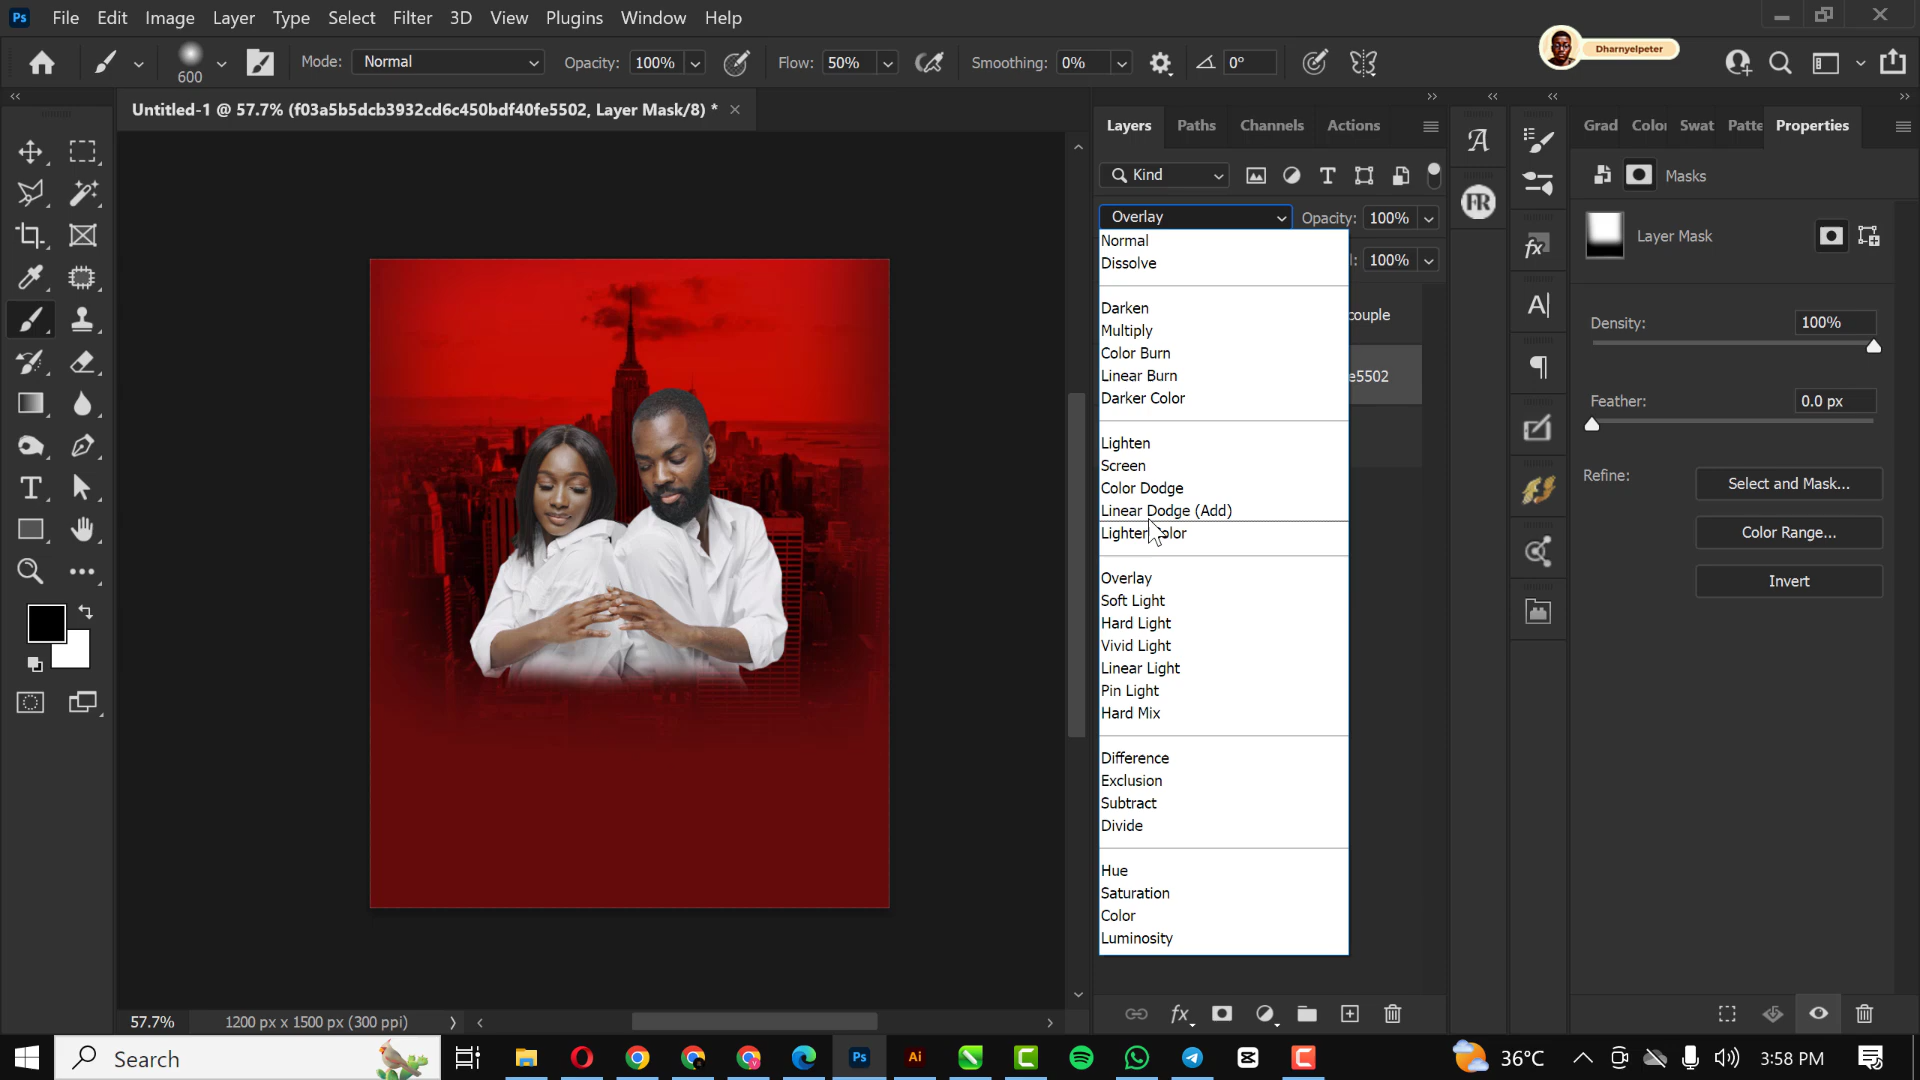 Ps File Edit Image Layer Type Select Filter 3D View Plugins Window Help
Dharnyelpeter
600 Mode: Normal Opacity: 100% Flow: 50% Smoothing: 0% 0°
Untitled-1 @ 57.7% (f03a5b5dcb3932cd6c450bdf40fe5502, Layer Mask/8) *
Layers Paths Channels Actions
Grad Color Swat Patte Properties
Kind
Masks
Overlay Opacity: 100%
Layer Mask
Normal
Dissolve
100%
Darken
couple
Multiply
Density: 100%
Color Burn
Linear Burn
e5502
Darker Color
Feather: 0.0 px
Lighten
Screen
Color Dodge
Linear Dodge (Add)
Lighter Color
Refine: Select and Mask...
Color Range...
Invert
Overlay
Soft Light
Hard Light
Vivid Light
Linear Light
Pin Light
Hard Mix
Difference
Exclusion
Subtract
Divide
Hue
Saturation
Color
Luminosity
FR
57.7% 1200 px x 1500 px (300 ppi)
Search Ps Ai 36°C 3:58 PM